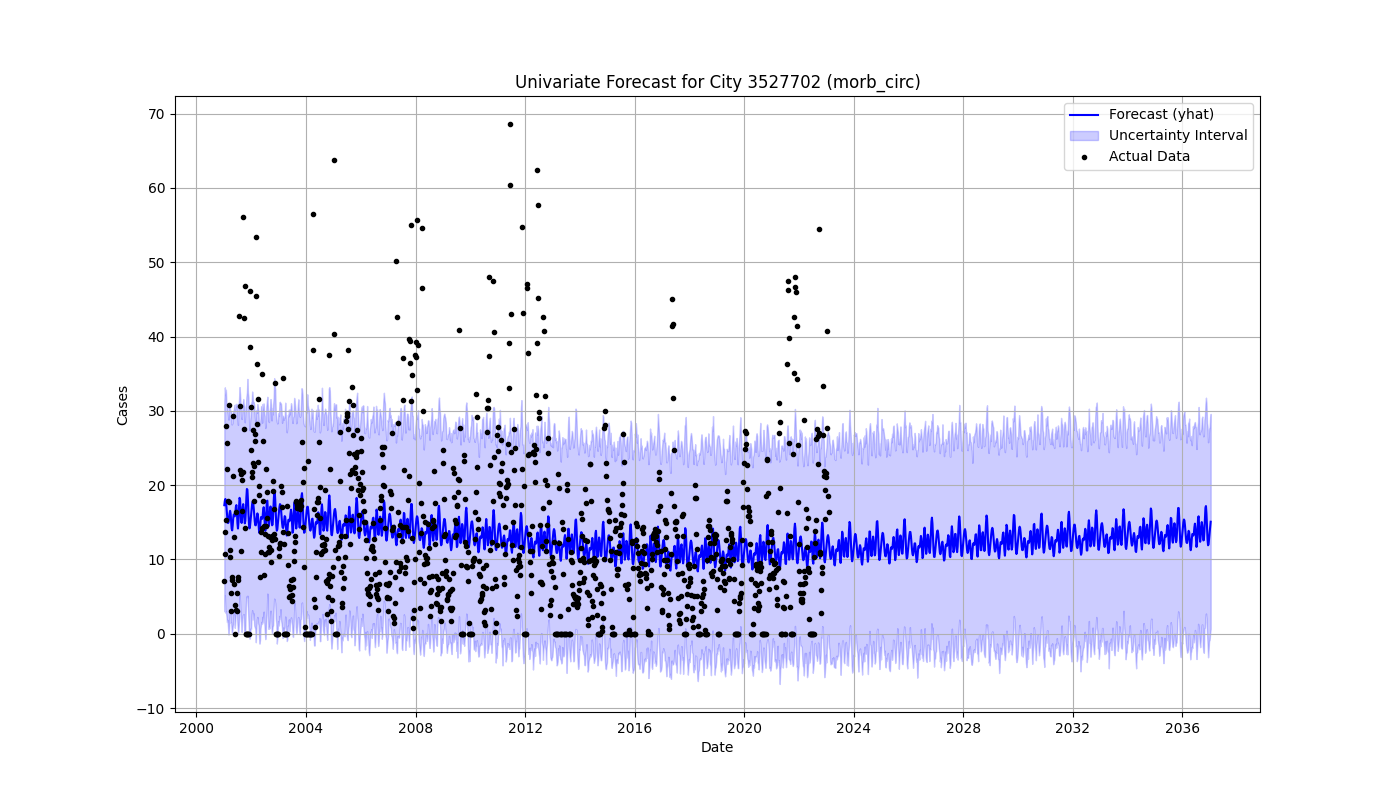 Univariate Forecast for City 3527702 (morb_circ)
Forecast (yhat)
Uncertainty Interval
Actual Data
Cases
70
60
50
40
30
20
10
0
−10
2000 2004 2008 2012 2016 2020 2024 2028 2032 2036
Date